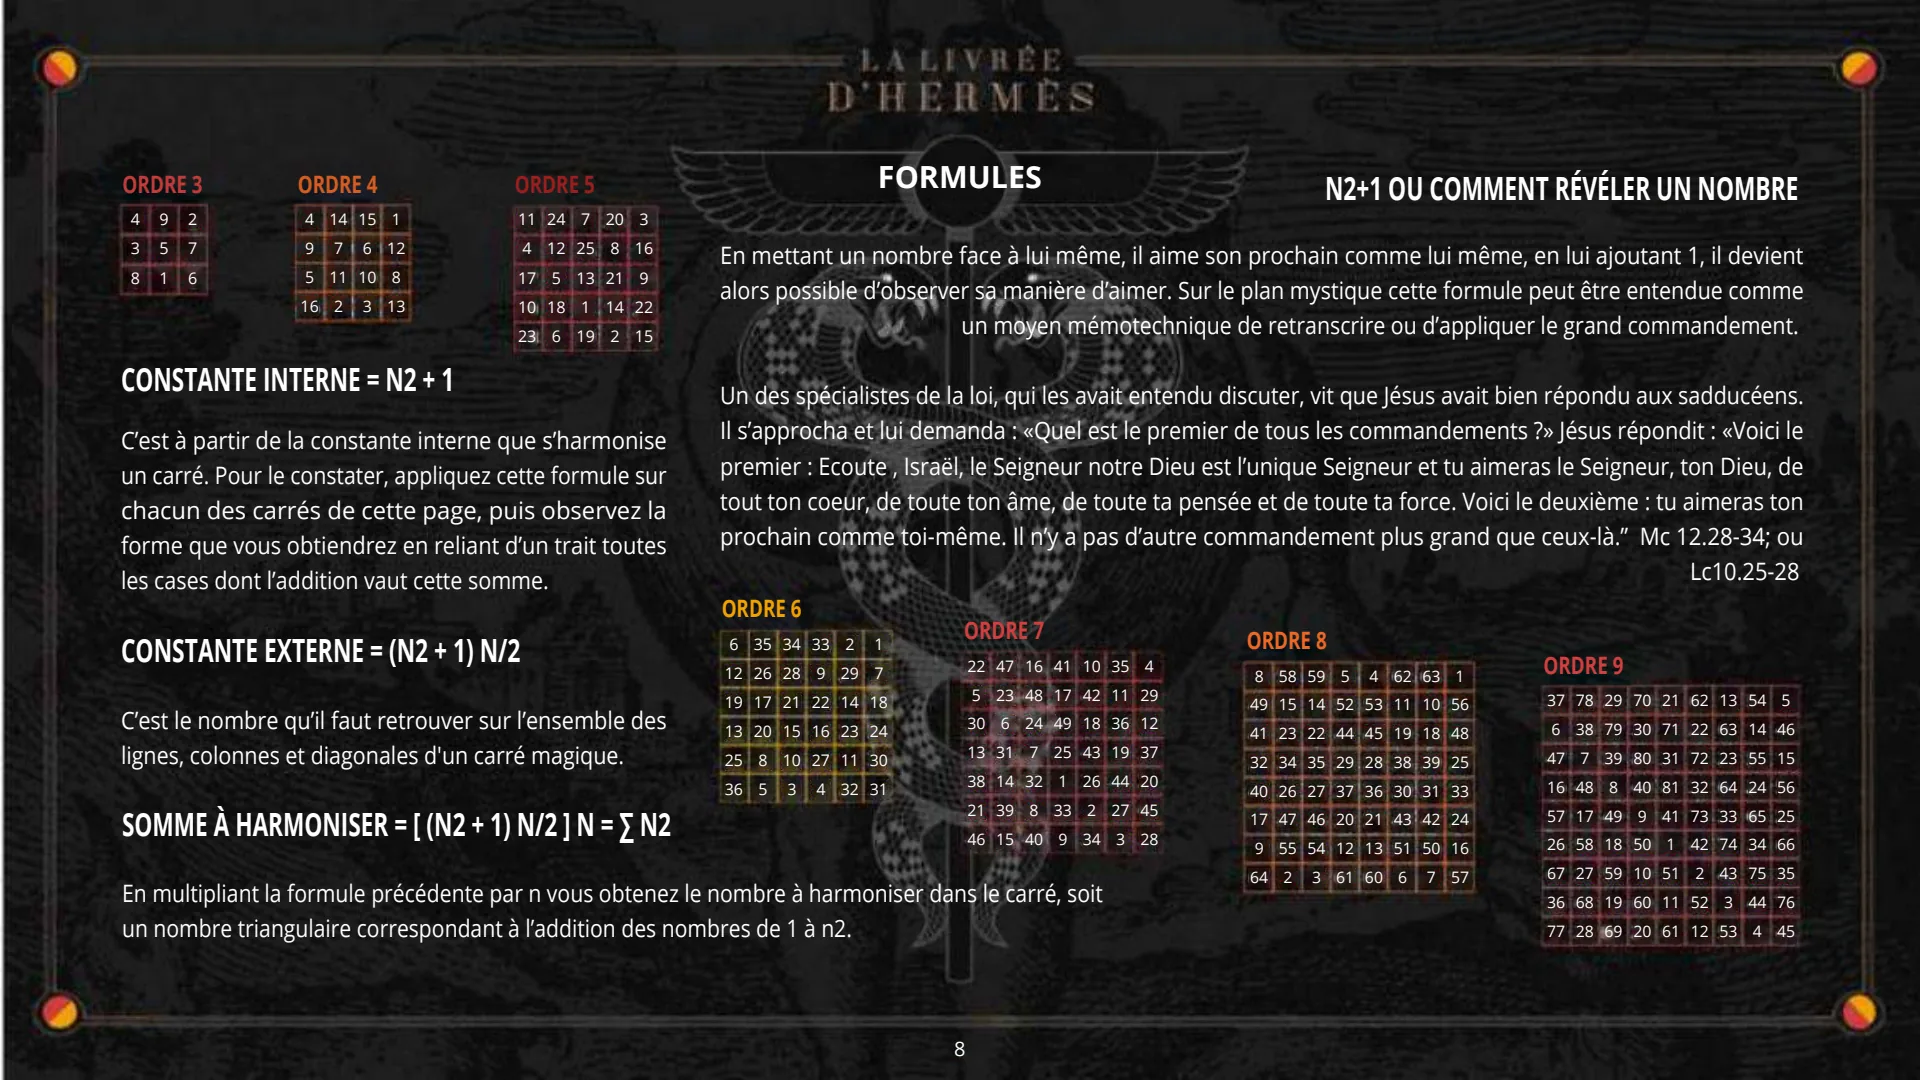 LA LIVRÉE
D'HERMÈS
ORDRE 3
4 9 2
3 5 7
8 1 6
ORDRE 4
4 14 15 1
9 7 6 12
5 11 10 8
16 2 3 13
ORDRE 5
11 24 7 20 3
4 12 25 8 16
17 5 13 21 9
10 18 1 14 22
23 6 19 2 15
CONSTANTE INTERNE = N2 + 1
C’est à partir de la constante interne que s’harmonise
un carré. Pour le constater, appliquez cette formule sur
chacun des carrés de cette page, puis observez la
forme que vous obtiendrez en reliant d’un trait toutes
les cases dont l’addition vaut cette somme.
CONSTANTE EXTERNE = (N2 + 1) N/2
C’est le nombre qu’il faut retrouver sur l’ensemble des
lignes, colonnes et diagonales d'un carré magique.
SOMME À HARMONISER = [ (N2 + 1) N/2 ] N = ∑ N2
En multipliant la formule précédente par n vous obtenez le nombre à harmoniser dans le carré, soit
un nombre triangulaire correspondant à l’addition des nombres de 1 à n2.
FORMULES
N2+1 OU COMMENT RÉVÉLER UN NOMBRE
En mettant un nombre face à lui même, il aime son prochain comme lui même, en lui ajoutant 1, il devient
alors possible d’observer sa manière d’aimer. Sur le plan mystique cette formule peut être entendue comme
un moyen mémotechnique de retranscrire ou d’appliquer le grand commandement.
Un des spécialistes de la loi, qui les avait entendu discuter, vit que Jésus avait bien répondu aux sadducéens.
Il s’approcha et lui demanda : «Quel est le premier de tous les commandements ?» Jésus répondit : «Voici le
premier : Ecoute , Israël, le Seigneur notre Dieu est l’unique Seigneur et tu aimeras le Seigneur, ton Dieu, de
tout ton coeur, de toute ton âme, de toute ta pensée et de toute ta force. Voici le deuxième : tu aimeras ton
prochain comme toi-même. Il n’y a pas d’autre commandement plus grand que ceux-là.” Mc 12.28-34; ou
Lc10.25-28
ORDRE 6
6 35 34 33 2 1
12 26 28 9 29 7
19 17 21 22 14 18
13 20 15 16 23 24
25 8 10 27 11 30
36 5 3 4 32 31
ORDRE 7
22 47 16 41 10 35 4
5 23 48 17 42 11 29
30 6 24 49 18 36 12
13 31 7 25 43 19 37
38 14 32 1 26 44 20
21 39 8 33 2 27 45
46 15 40 9 34 3 28
ORDRE 8
8 58 59 5 4 62 63 1
49 15 14 52 53 11 10 56
41 23 22 44 45 19 18 48
32 34 35 29 28 38 39 25
40 26 27 37 36 30 31 33
17 47 46 20 21 43 42 24
9 55 54 12 13 51 50 16
64 2 3 61 60 6 7 57
ORDRE 9
37 78 29 70 21 62 13 54 5
6 38 79 30 71 22 63 14 46
47 7 39 80 31 72 23 55 15
16 48 8 40 81 32 64 24 56
57 17 49 9 41 73 33 65 25
26 58 18 50 1 42 74 34 66
67 27 59 10 51 2 43 75 35
36 68 19 60 11 52 3 44 76
77 28 69 20 61 12 53 4 45
8